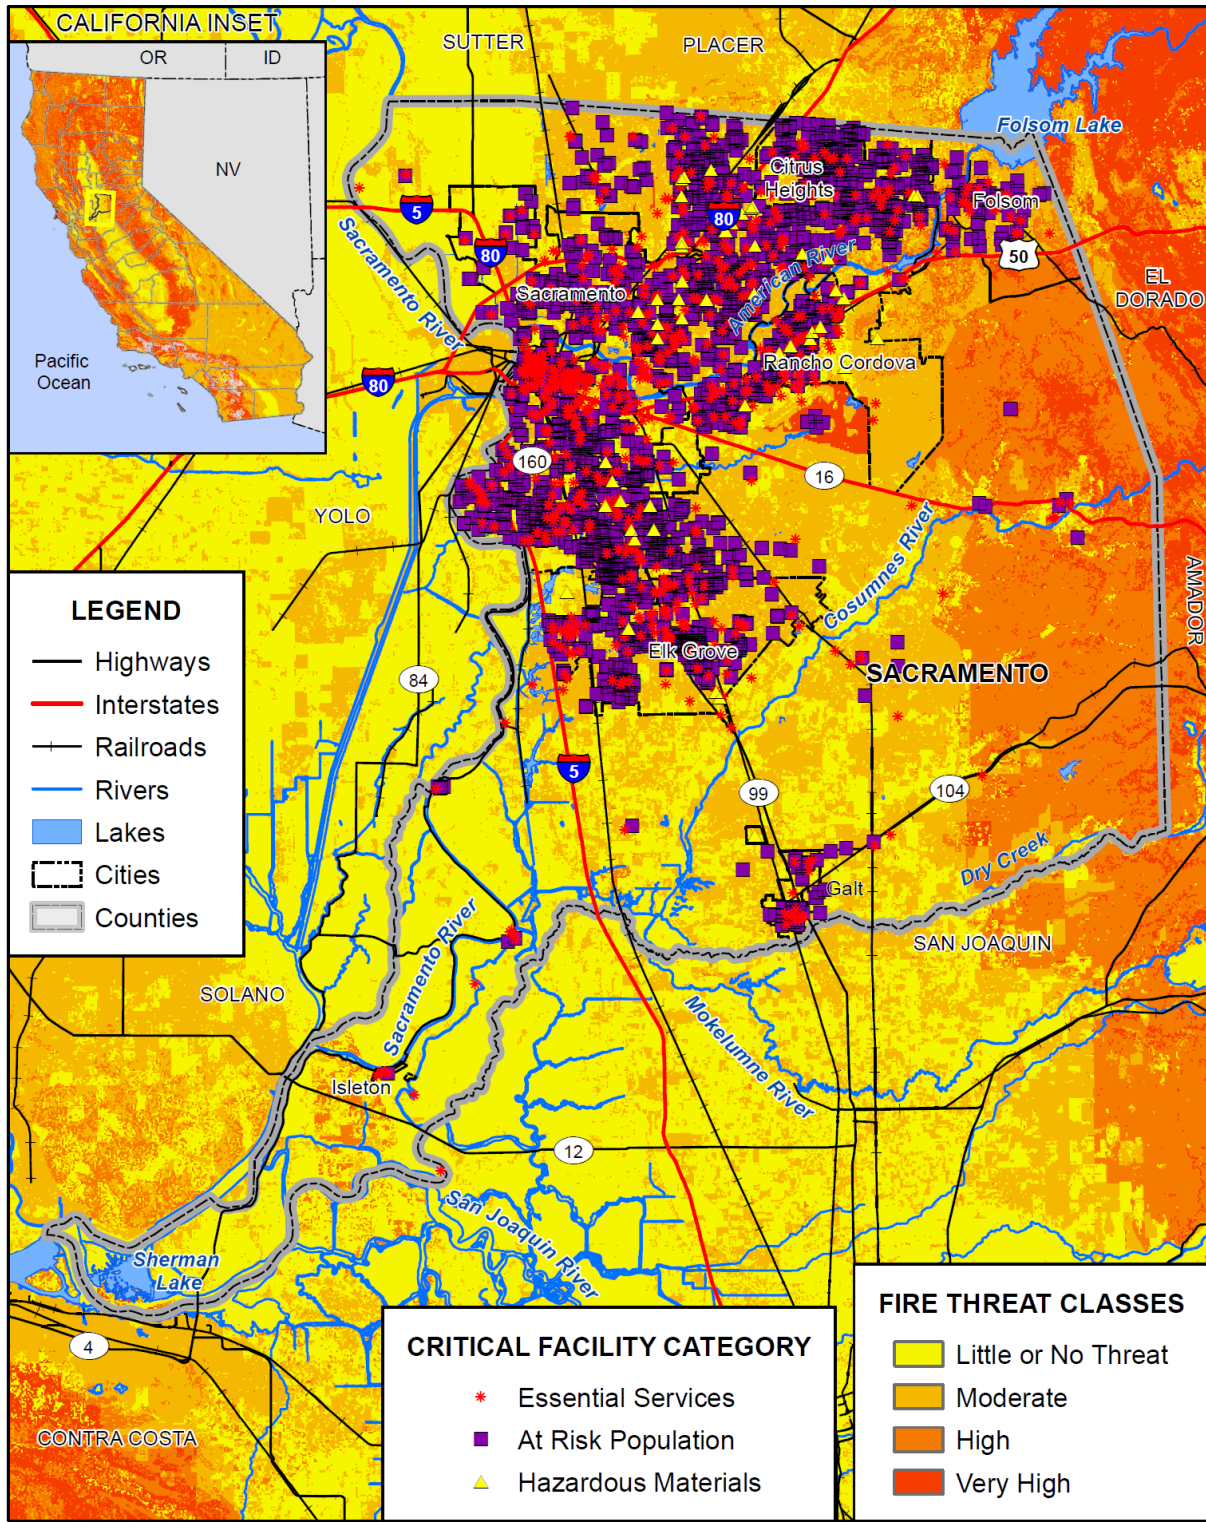 CALIFORNIA INSET
OR
ID
NV
Pacific
Ocean
SUTTER
PLACER
Folsom Lake
Citrus
Heights
Folsom
5
80
80
50
Sacramento River
American River
EL
DORADO
Sacramento
Rancho Cordova
80
160
16
YOLO
Cosumnes River
AMADOR
LEGEND
Highways
Interstates
Railroads
Rivers
Lakes
Cities
Counties
Elk Grove
SACRAMENTO
84
5
99
104
Dry Creek
Galt
SAN JOAQUIN
Sacramento River
SOLANO
Mokelumne River
Isleton
12
San Joaquin River
Sherman
Lake
4
CONTRA COSTA
CRITICAL FACILITY CATEGORY
Essential Services
At Risk Population
Hazardous Materials
FIRE THREAT CLASSES
Little or No Threat
Moderate
High
Very High